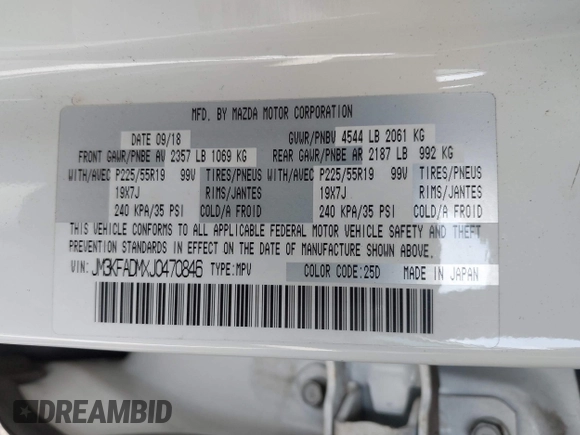 MFD. BY MAZDA MOTOR CORPORATION
DATE 09/18 GVWR/PNBV 4544 LB 2061 KG
FRONT GAWR/PNBE AV 2357 LB 1069 KG REAR GAWR/PNBE AR 2187 LB 992 KG
WITH/AVEC P225/55R19 99V TIRES/PNEUS WITH/AVEC P225/55R19 99V TIRES/PNEUS
19X7J RIMS/JANTES 19X7J RIMS/JANTES
240 KPA/35 PSI COLD/A FROID 240 KPA/35 PSI COLD/A FROID
THIS VEHICLE CONFORMS TO ALL APPLICABLE FEDERAL MOTOR VEHICLE SAFETY AND THEFT
PREVENTION STANDARDS IN EFFECT ON THE DATE OF MANUFACTURE SHOWN ABOVE.
VIN: JM3KFADMXJ0470846 TYPE: MPV COLOR CODE: 25D MADE IN JAPAN
DREAMBID